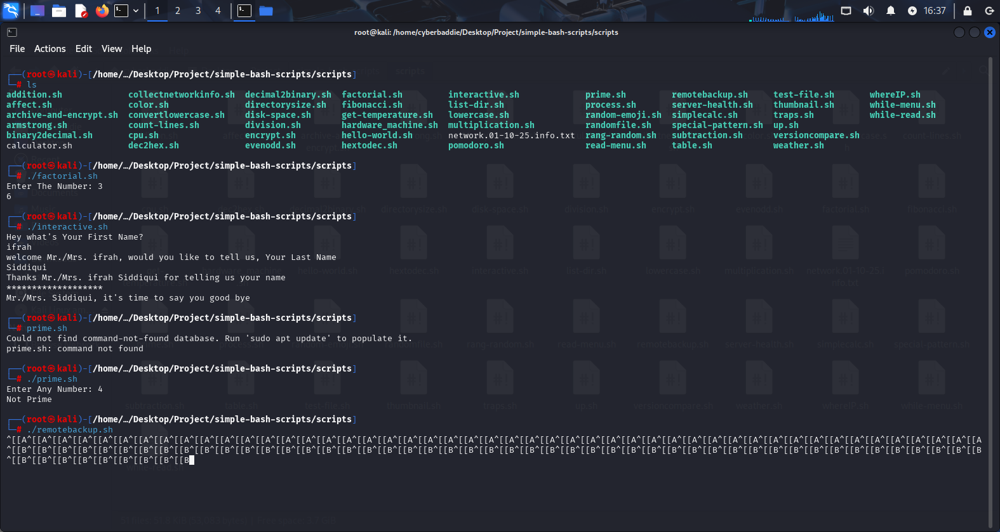 1 2 3 4 16:37
root@kali: /home/cyberbaddie/Desktop/Project/simple-bash-scripts/scripts
File Actions Edit View Help
┌──(root㉿kali)-[/home/…/Desktop/Project/simple-bash-scripts/scripts]
└─# ls
addition.sh collectnetworkinfo.sh decimal2binary.sh factorial.sh interactive.sh prime.sh remotebackup.sh test-file.sh whereIP.sh
affect.sh color.sh directorysize.sh fibonacci.sh list-dir.sh process.sh server-health.sh thumbnail.sh while-menu.sh
archive-and-encrypt.sh convertlowercase.sh disk-space.sh get-temperature.sh lowercase.sh random-emoji.sh simplecalc.sh traps.sh while-read.sh
armstrong.sh count-lines.sh division.sh hardware_machine.sh multiplication.sh randomfile.sh special-pattern.sh up.sh
binary2decimal.sh cpu.sh encrypt.sh hello-world.sh network.01-10-25.info.txt rang-random.sh subtraction.sh versioncompare.sh
calculator.sh dec2hex.sh evenodd.sh hextodec.sh pomodoro.sh read-menu.sh table.sh weather.sh
┌──(root㉿kali)-[/home/…/Desktop/Project/simple-bash-scripts/scripts]
└─# ./factorial.sh
Enter The Number: 3
6
┌──(root㉿kali)-[/home/…/Desktop/Project/simple-bash-scripts/scripts]
└─# ./interactive.sh
Hey what's Your First Name?
ifrah
welcome Mr./Mrs. ifrah, would you like to tell us, Your Last Name
Siddiqui
Thanks Mr./Mrs. ifrah Siddiqui for telling us your name
*******************
Mr./Mrs. Siddiqui, it's time to say you good bye
┌──(root㉿kali)-[/home/…/Desktop/Project/simple-bash-scripts/scripts]
└─# prime.sh
Could not find command-not-found database. Run 'sudo apt update' to populate it.
prime.sh: command not found
┌──(root㉿kali)-[/home/…/Desktop/Project/simple-bash-scripts/scripts]
└─# ./prime.sh
Enter Any Number: 4
Not Prime
┌──(root㉿kali)-[/home/…/Desktop/Project/simple-bash-scripts/scripts]
└─# ./remotebackup.sh
^[[A^[[A^[[A^[[A^[[A^[[A^[[A^[[A^[[A^[[A^[[A^[[A^[[A^[[A^[[A^[[A^[[A^[[A^[[A^[[A^[[A^[[A^[[A^[[A^[[A^[[A^[[A^[[A^[[A^[[A^[[A^[[A^[[A^[[A^[[A^[[A^[[A^[[A^[[A^[[A^[[A^[[A^[[A^[[A^[[A^[[A^[[A^[[A
^[[B^[[B^[[B^[[B^[[B^[[B^[[B^[[B^[[B^[[B^[[B^[[B^[[B^[[B^[[B^[[B^[[B^[[B^[[B^[[B^[[B^[[B^[[B^[[B^[[B^[[B^[[B^[[B^[[B^[[B^[[B^[[B^[[B^[[B^[[B^[[B^[[B^[[B^[[B^[[B^[[B^[[B^[[B^[[B^[[B^[[B^[[B^[[B
^[[B^[[B^[[B^[[B^[[B^[[B^[[B^[[B^[[B